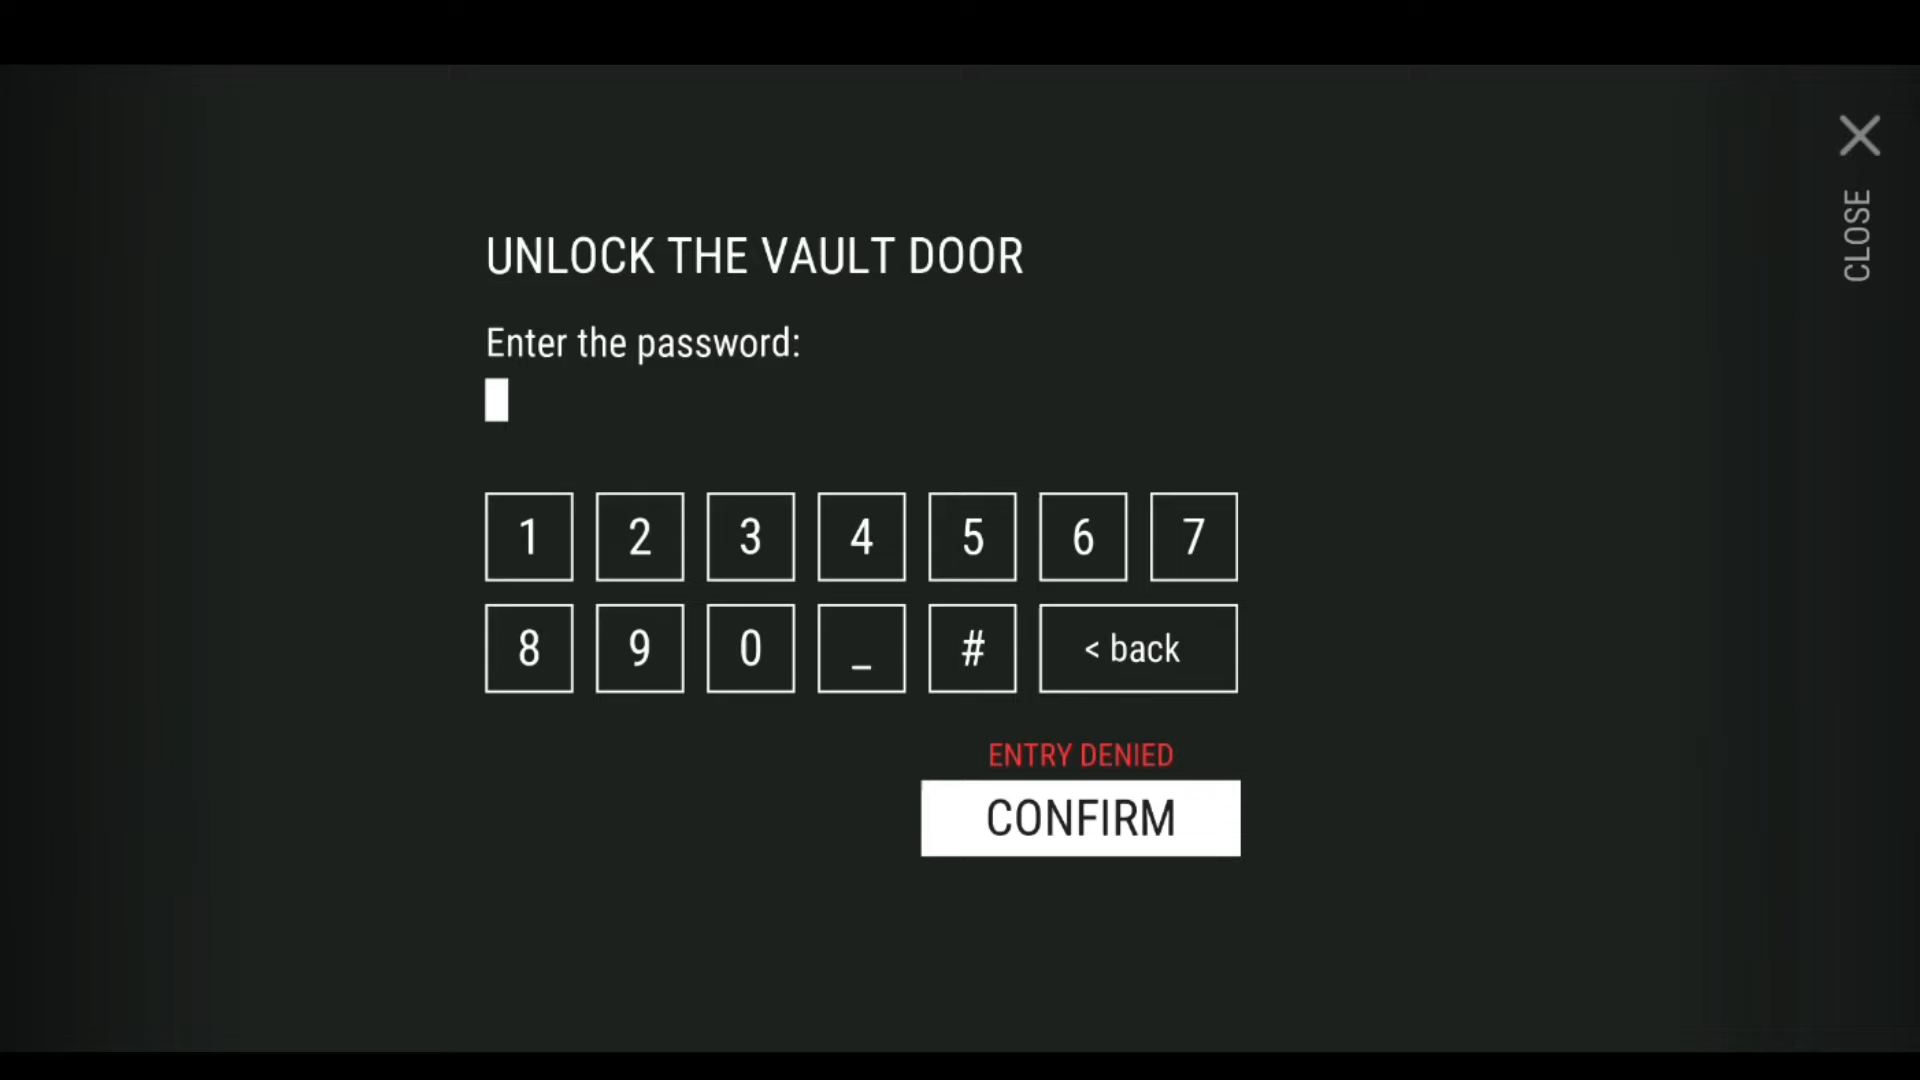 CLOSE
UNLOCK THE VAULT DOOR
Enter the password:
1 2 3 4 5 6 7
8 9 0 _ # < back
ENTRY DENIED
CONFIRM